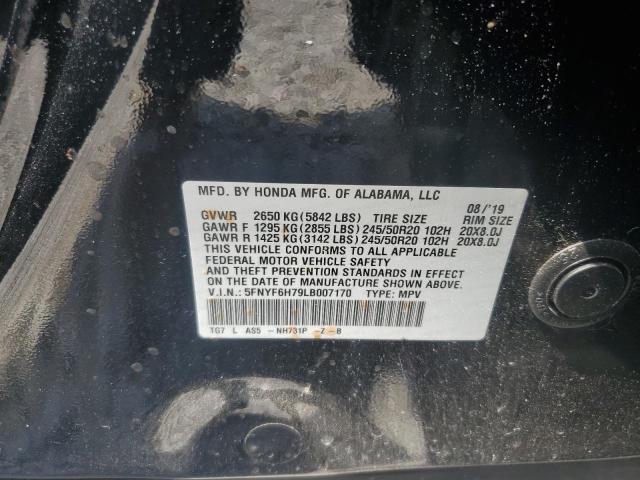 MFD. BY HONDA MFG. OF ALABAMA, LLC 08/'19
GVWR 2650 KG (5842 LBS) TIRE SIZE RIM SIZE
GAWR F 1295 KG (2855 LBS) 245/50R20 102H 20X8.0J
GAWR R 1425 KG (3142 LBS) 245/50R20 102H 20X8.0J
THIS VEHICLE CONFORMS TO ALL APPLICABLE
FEDERAL MOTOR VEHICLE SAFETY
AND THEFT PREVENTION STANDARDS IN EFFECT
ON THE DATE OF MANUFACTURE SHOWN ABOVE.
V.I.N.: 5FNYF6H79LB007170 TYPE: MPV
TG7 L AS5 -NH731P -Z -B